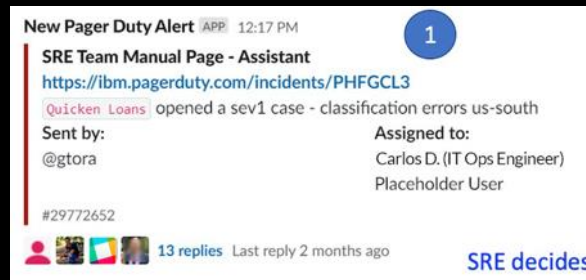 New Pager Duty Alert APP 12:17 PM
1
SRE Team Manual Page - Assistant
https://ibm.pagerduty.com/incidents/PHFGCL3
Quicken Loans opened a sev1 case - classification errors us-south
Sent by: Assigned to:
@gtora Carlos D. (IT Ops Engineer)
Placeholder User
#29772652
13 replies Last reply 2 months ago
SRE decides